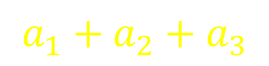 a₁ + a₂ + a₃